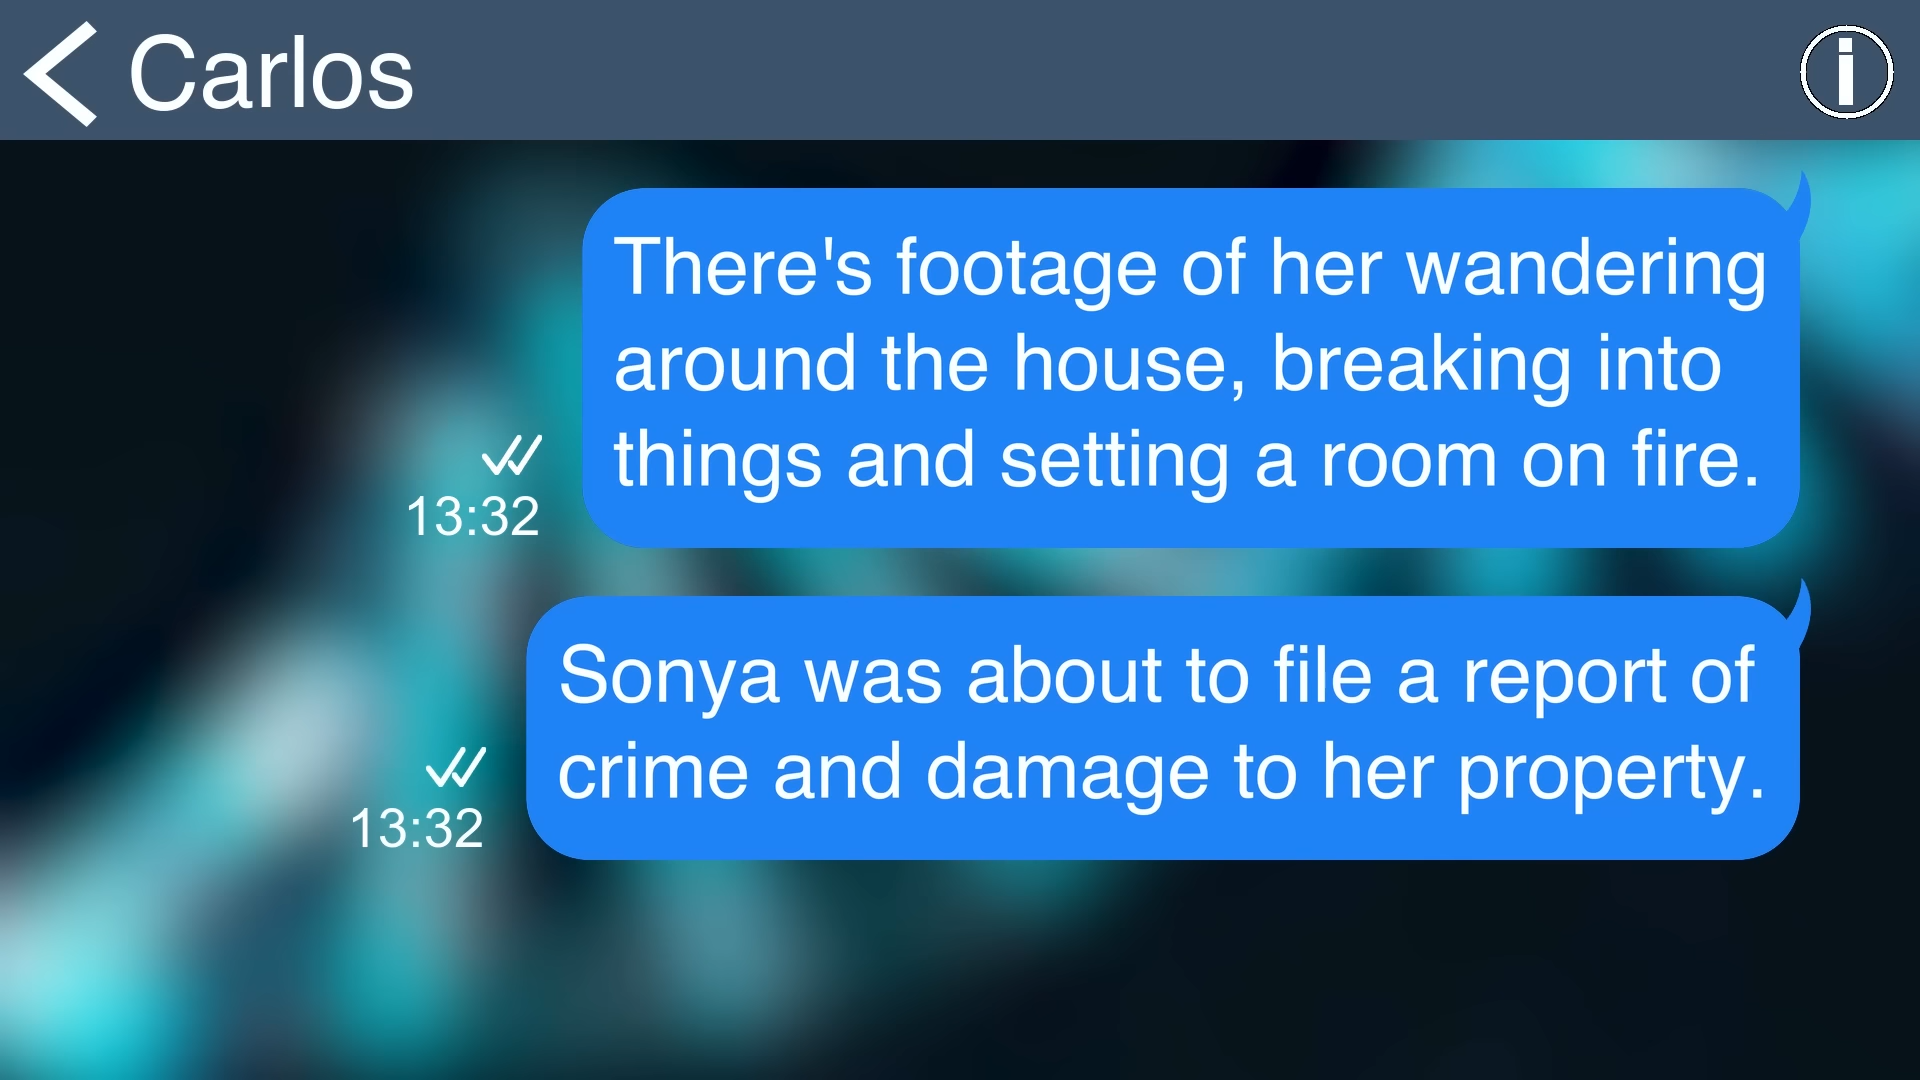 Carlos
There's footage of her wandering
around the house, breaking into
things and setting a room on fire.
13:32
Sonya was about to file a report of
crime and damage to her property.
13:32